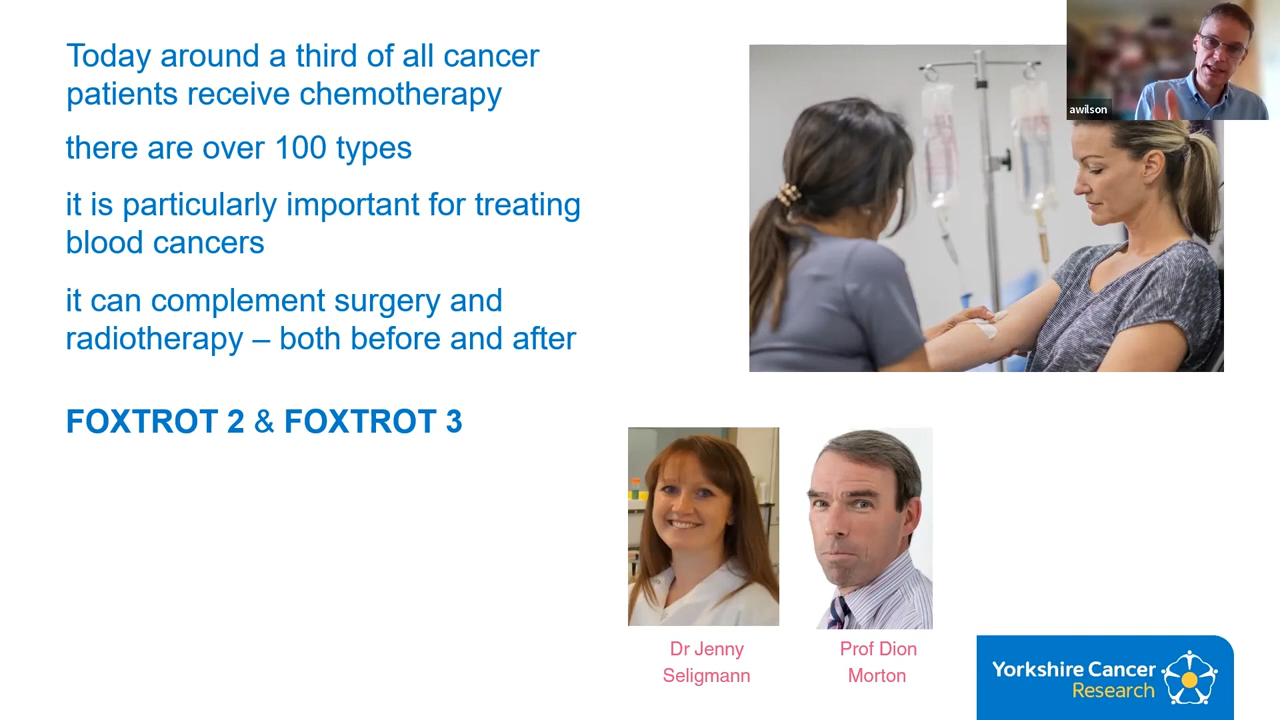 Today around a third of all cancer
patients receive chemotherapy
there are over 100 types
it is particularly important for treating
blood cancers
it can complement surgery and
radiotherapy – both before and after
FOXTROT 2 & FOXTROT 3
awilson
Dr Jenny
Seligmann
Prof Dion
Morton
Yorkshire Cancer
Research